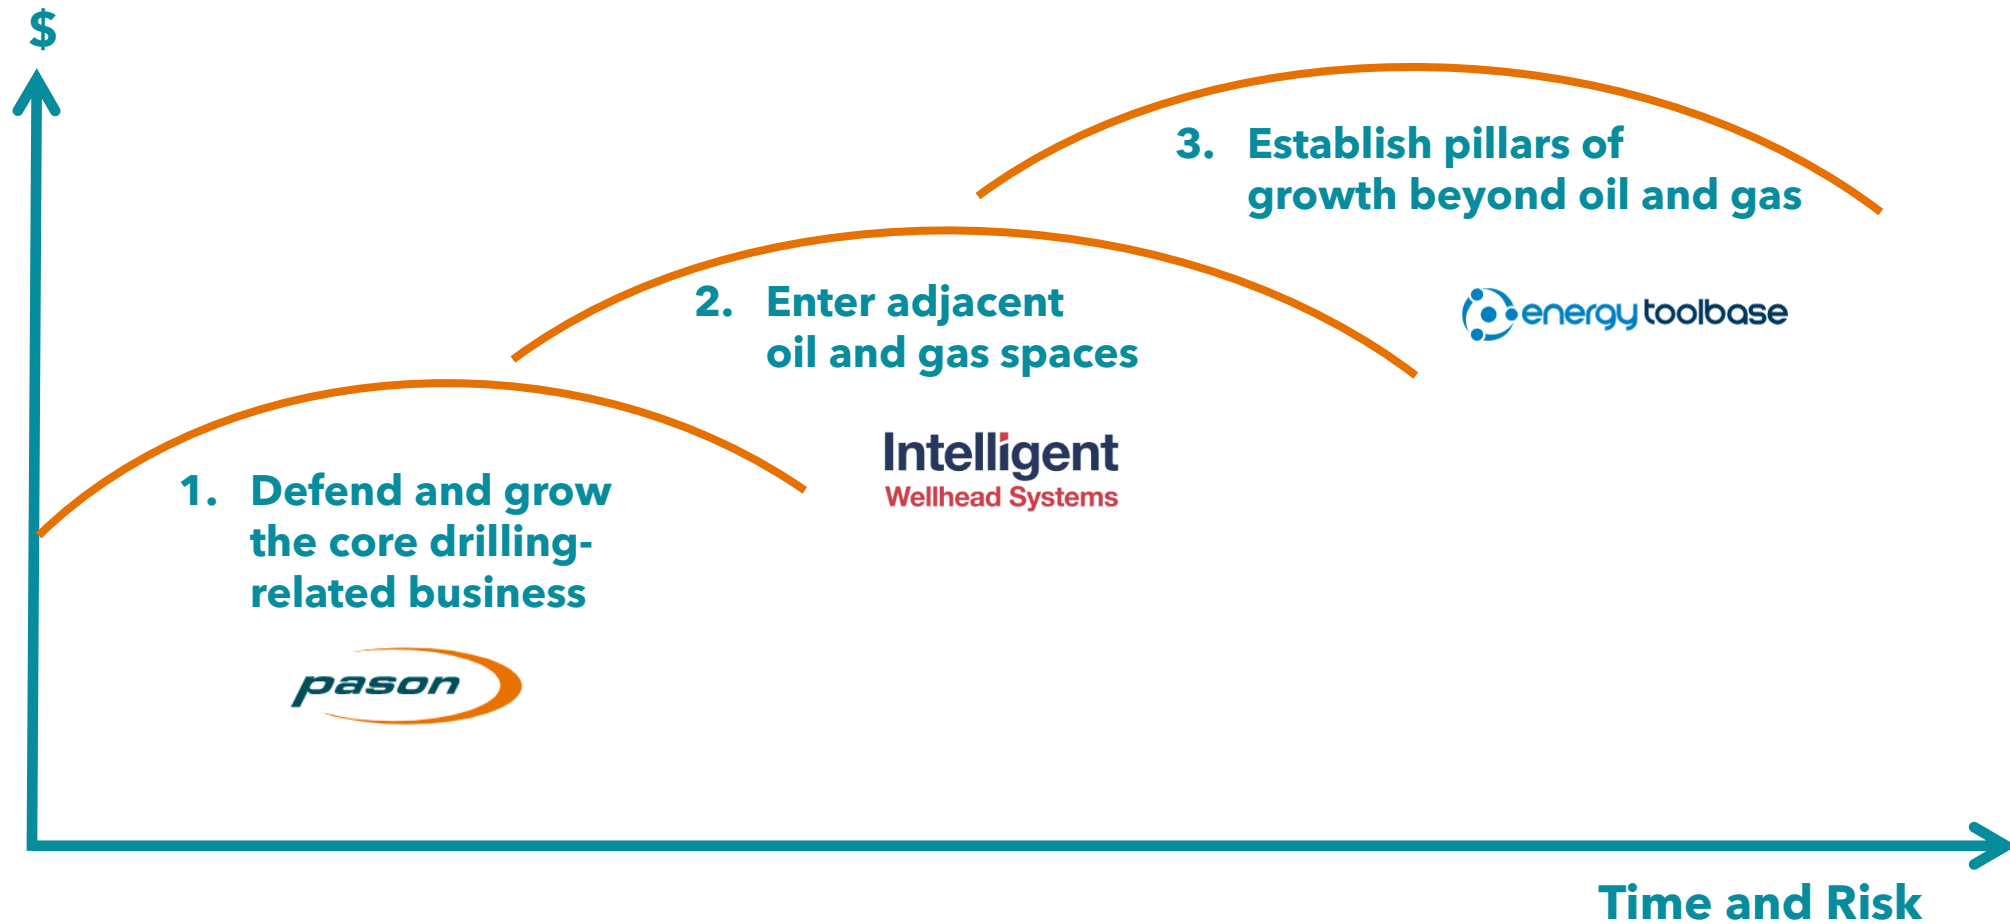 $
3. Establish pillars of
growth beyond oil and gas
energy toolbase
2. Enter adjacent
oil and gas spaces
Intelligent
Wellhead Systems
1. Defend and grow
the core drilling-
related business
pason
Time and Risk